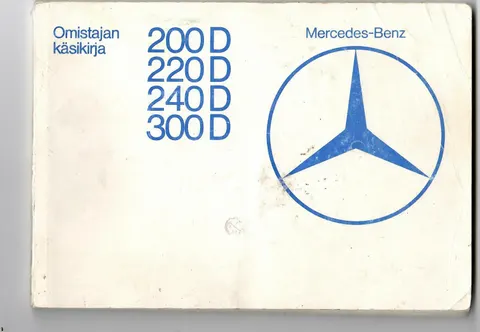 Omistajan
käsikirja
200 D
220 D
240 D
300 D
Mercedes-Benz